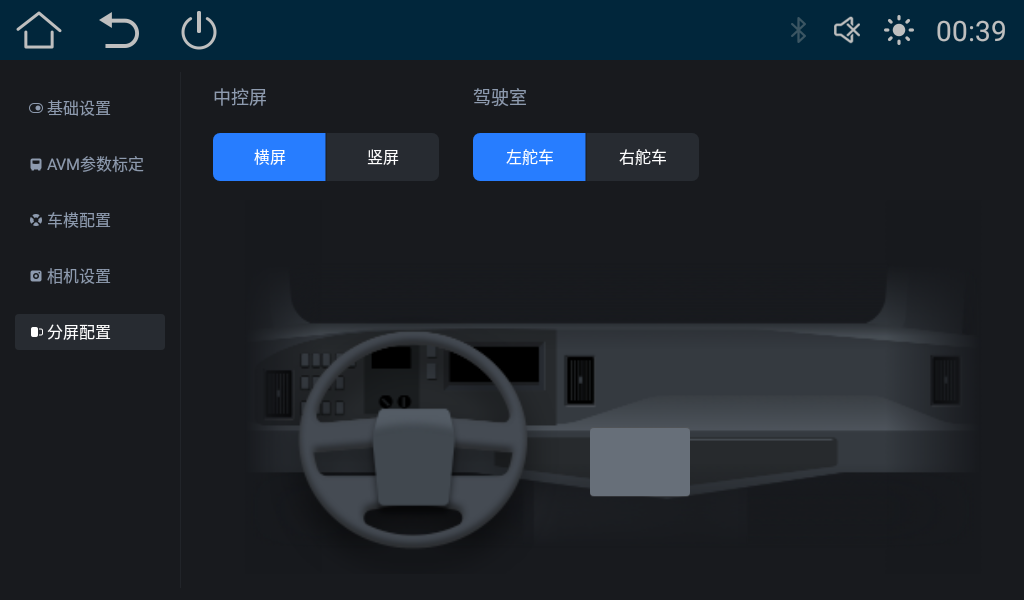 00:39
基础设置
AVM参数标定
车模配置
相机设置
分屏配置
中控屏
横屏 竖屏
驾驶室
左舵车 右舵车